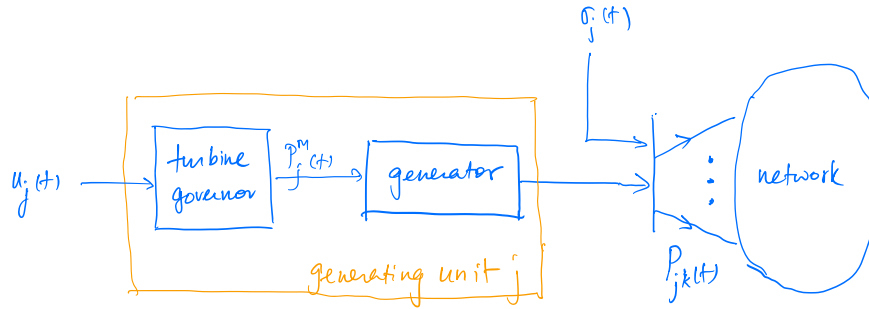 σj(t)
uj(t)
turbine
governor
PjM(t)
generator
network
Pjk(t)
generating unit j